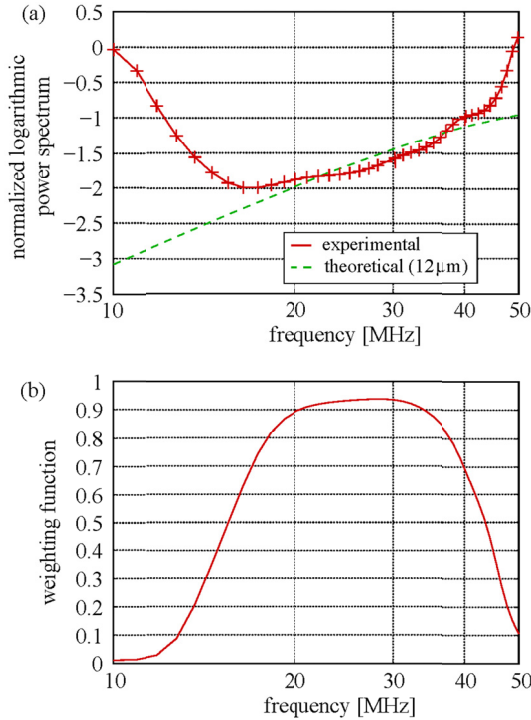 (a)
normalized logarithmic
power spectrum
0.5
0
−0.5
−1
−1.5
−2
−2.5
−3
−3.5
experimental
theoretical (12μm)
10 20 30 40 50
frequency [MHz]
(b)
weighting function
1
0.9
0.8
0.7
0.6
0.5
0.4
0.3
0.2
0.1
0
10 20 30 40 50
frequency [MHz]